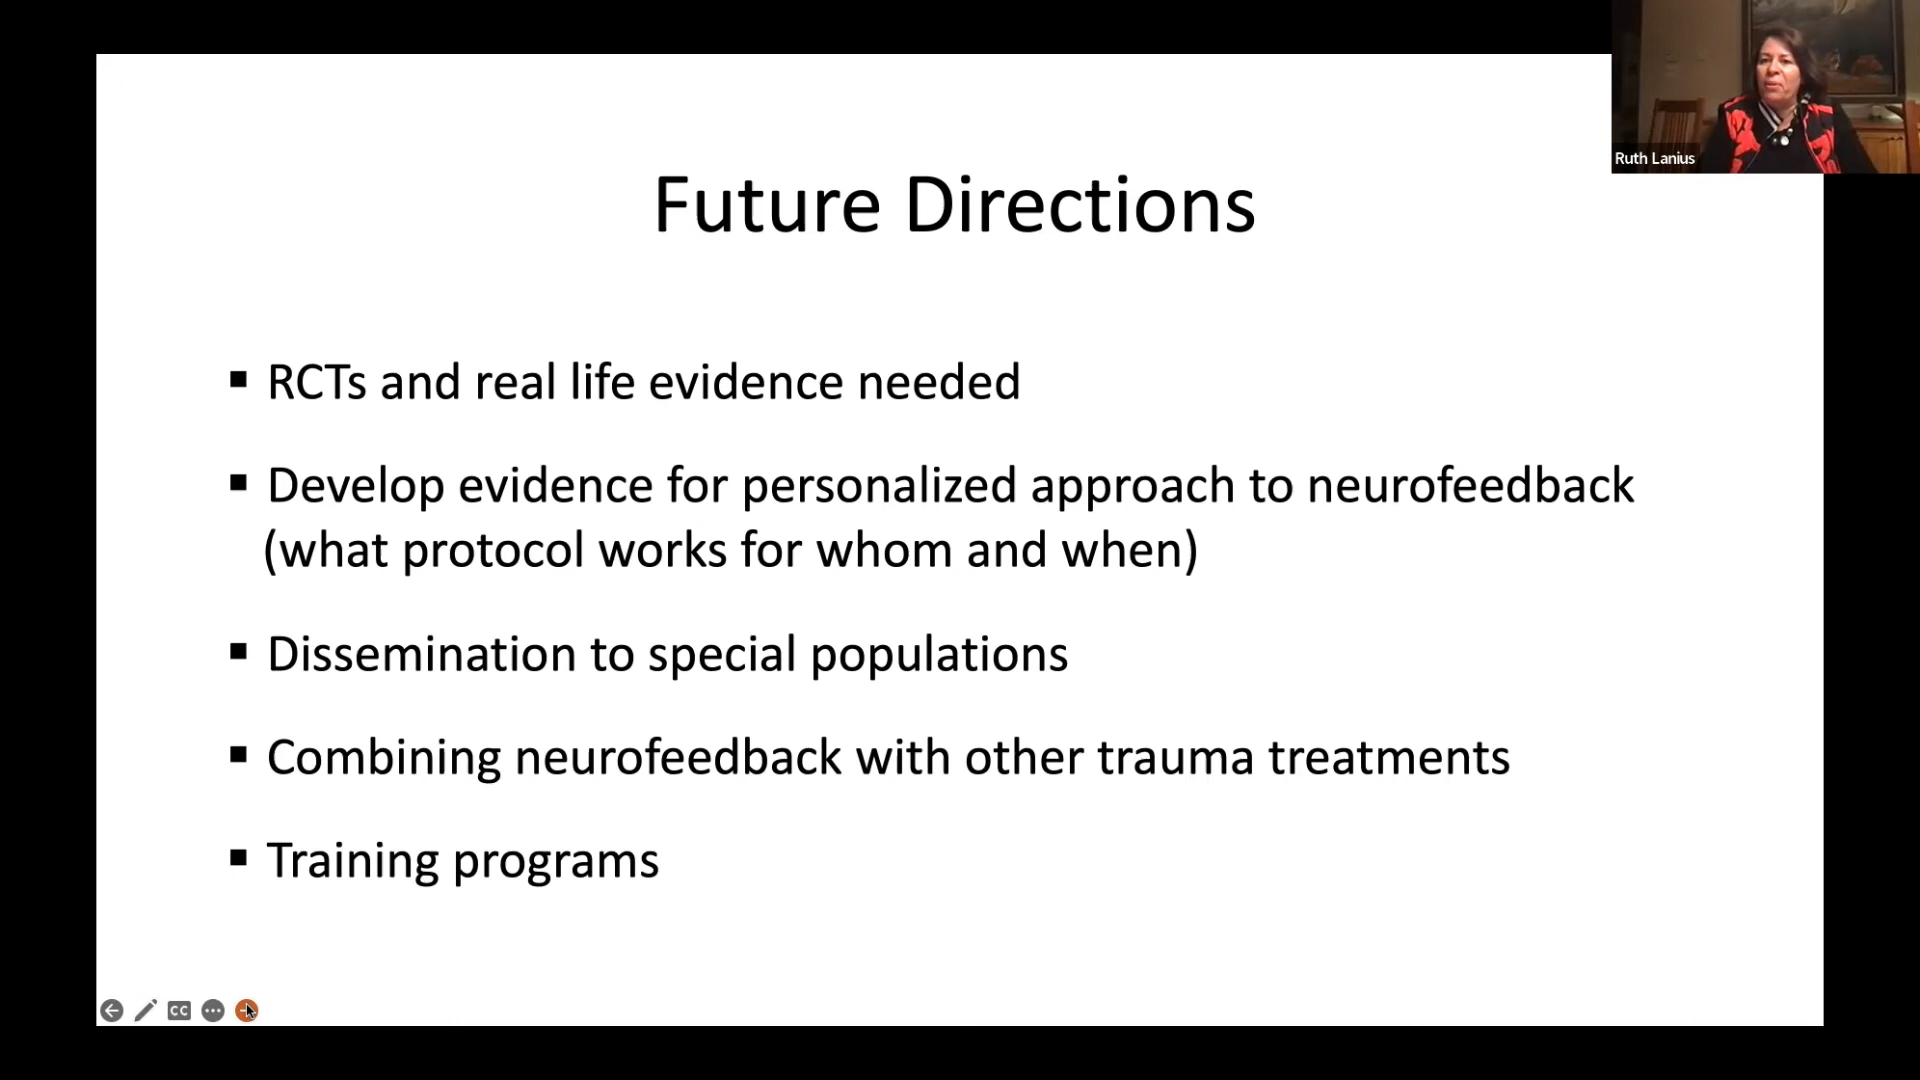 Ruth Lanius
Future Directions
▪ RCTs and real life evidence needed
▪ Develop evidence for personalized approach to neurofeedback
(what protocol works for whom and when)
▪ Dissemination to special populations
▪ Combining neurofeedback with other trauma treatments
▪ Training programs
CC